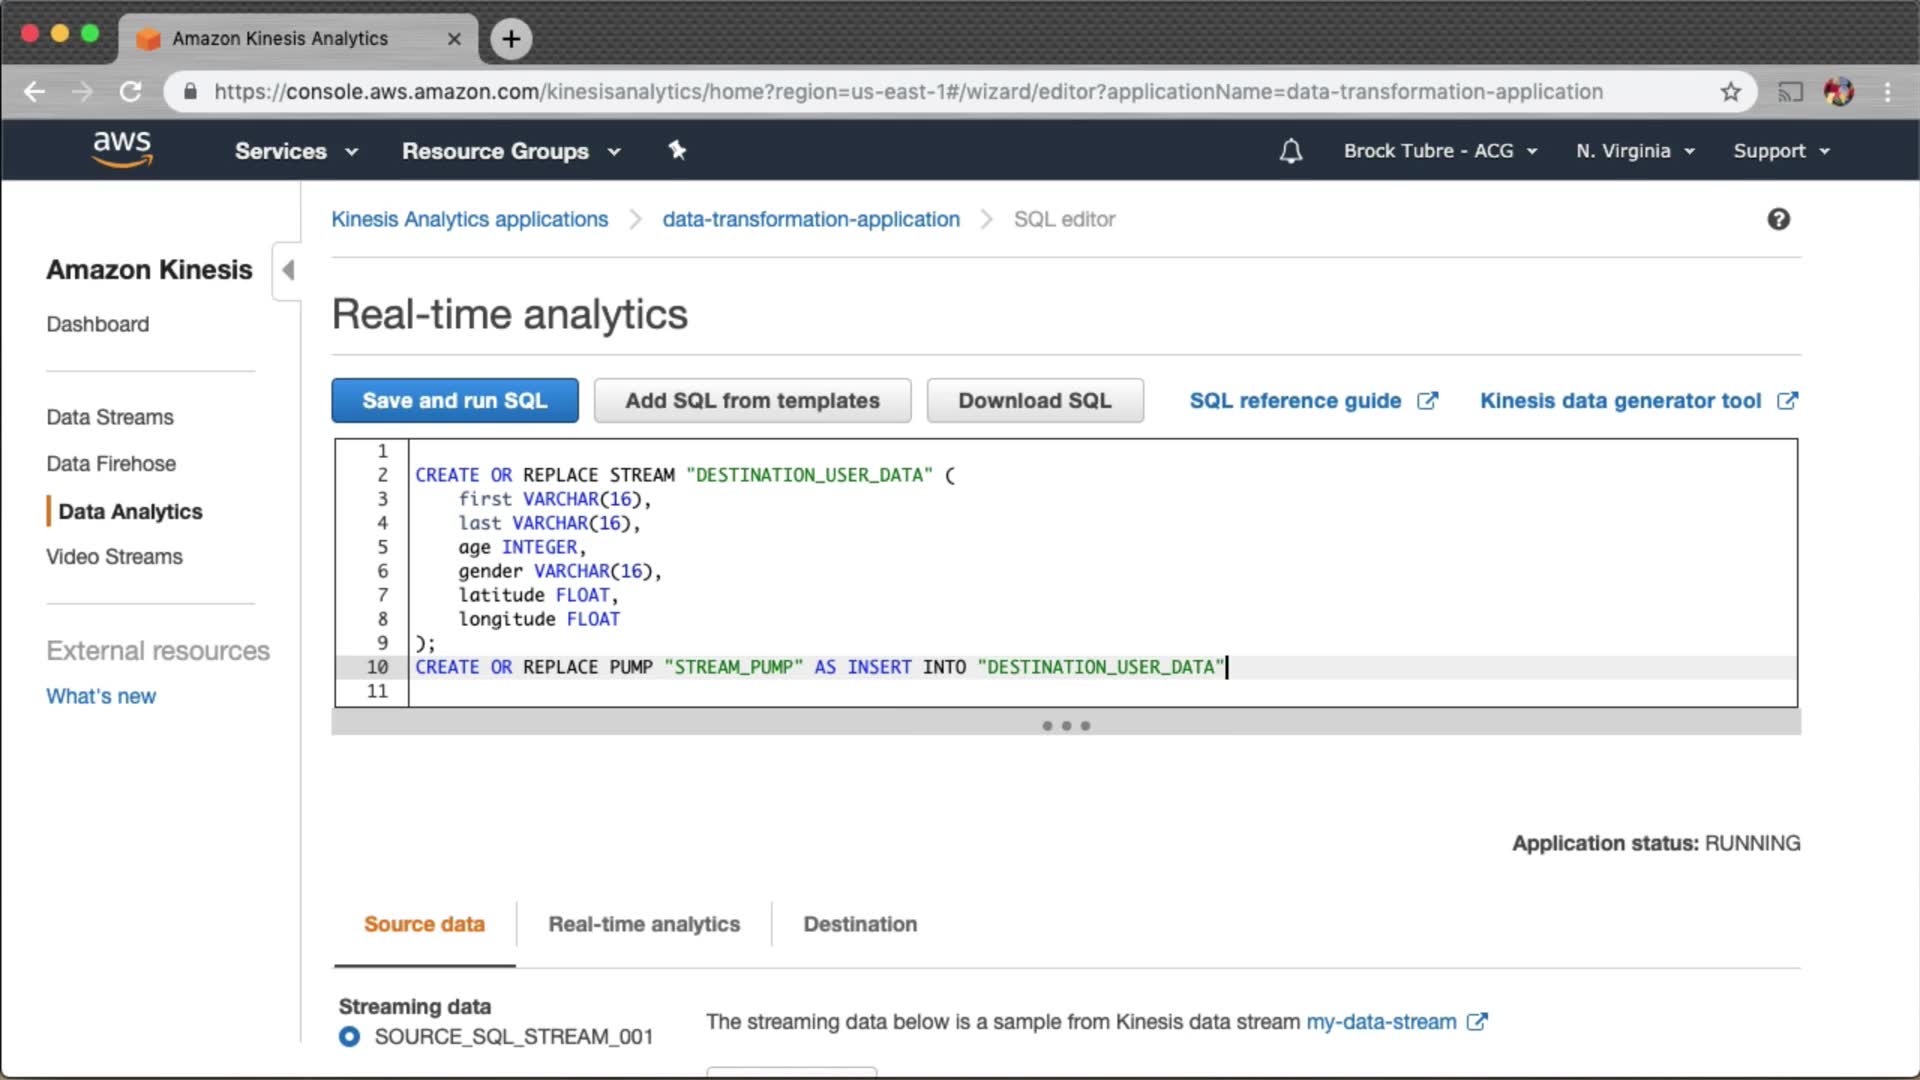 Amazon Kinesis Analytics
https://console.aws.amazon.com/kinesisanalytics/home?region=us-east-1#/wizard/editor?applicationName=data-transformation-application
aws Services Resource Groups Brock Tubre - ACG N. Virginia Support
Kinesis Analytics applications data-transformation-application SQL editor
Amazon Kinesis
Dashboard
Data Streams
Data Firehose
Data Analytics
Video Streams
External resources
What's new
Real-time analytics
Save and run SQL Add SQL from templates Download SQL SQL reference guide Kinesis data generator tool
1
2 CREATE OR REPLACE STREAM "DESTINATION_USER_DATA" (
3 first VARCHAR(16),
4 last VARCHAR(16),
5 age INTEGER,
6 gender VARCHAR(16),
7 latitude FLOAT,
8 longitude FLOAT
9 );
10 CREATE OR REPLACE PUMP "STREAM_PUMP" AS INSERT INTO "DESTINATION_USER_DATA"
11
Application status: RUNNING
Source data Real-time analytics Destination
Streaming data
SOURCE_SQL_STREAM_001
The streaming data below is a sample from Kinesis data stream my-data-stream